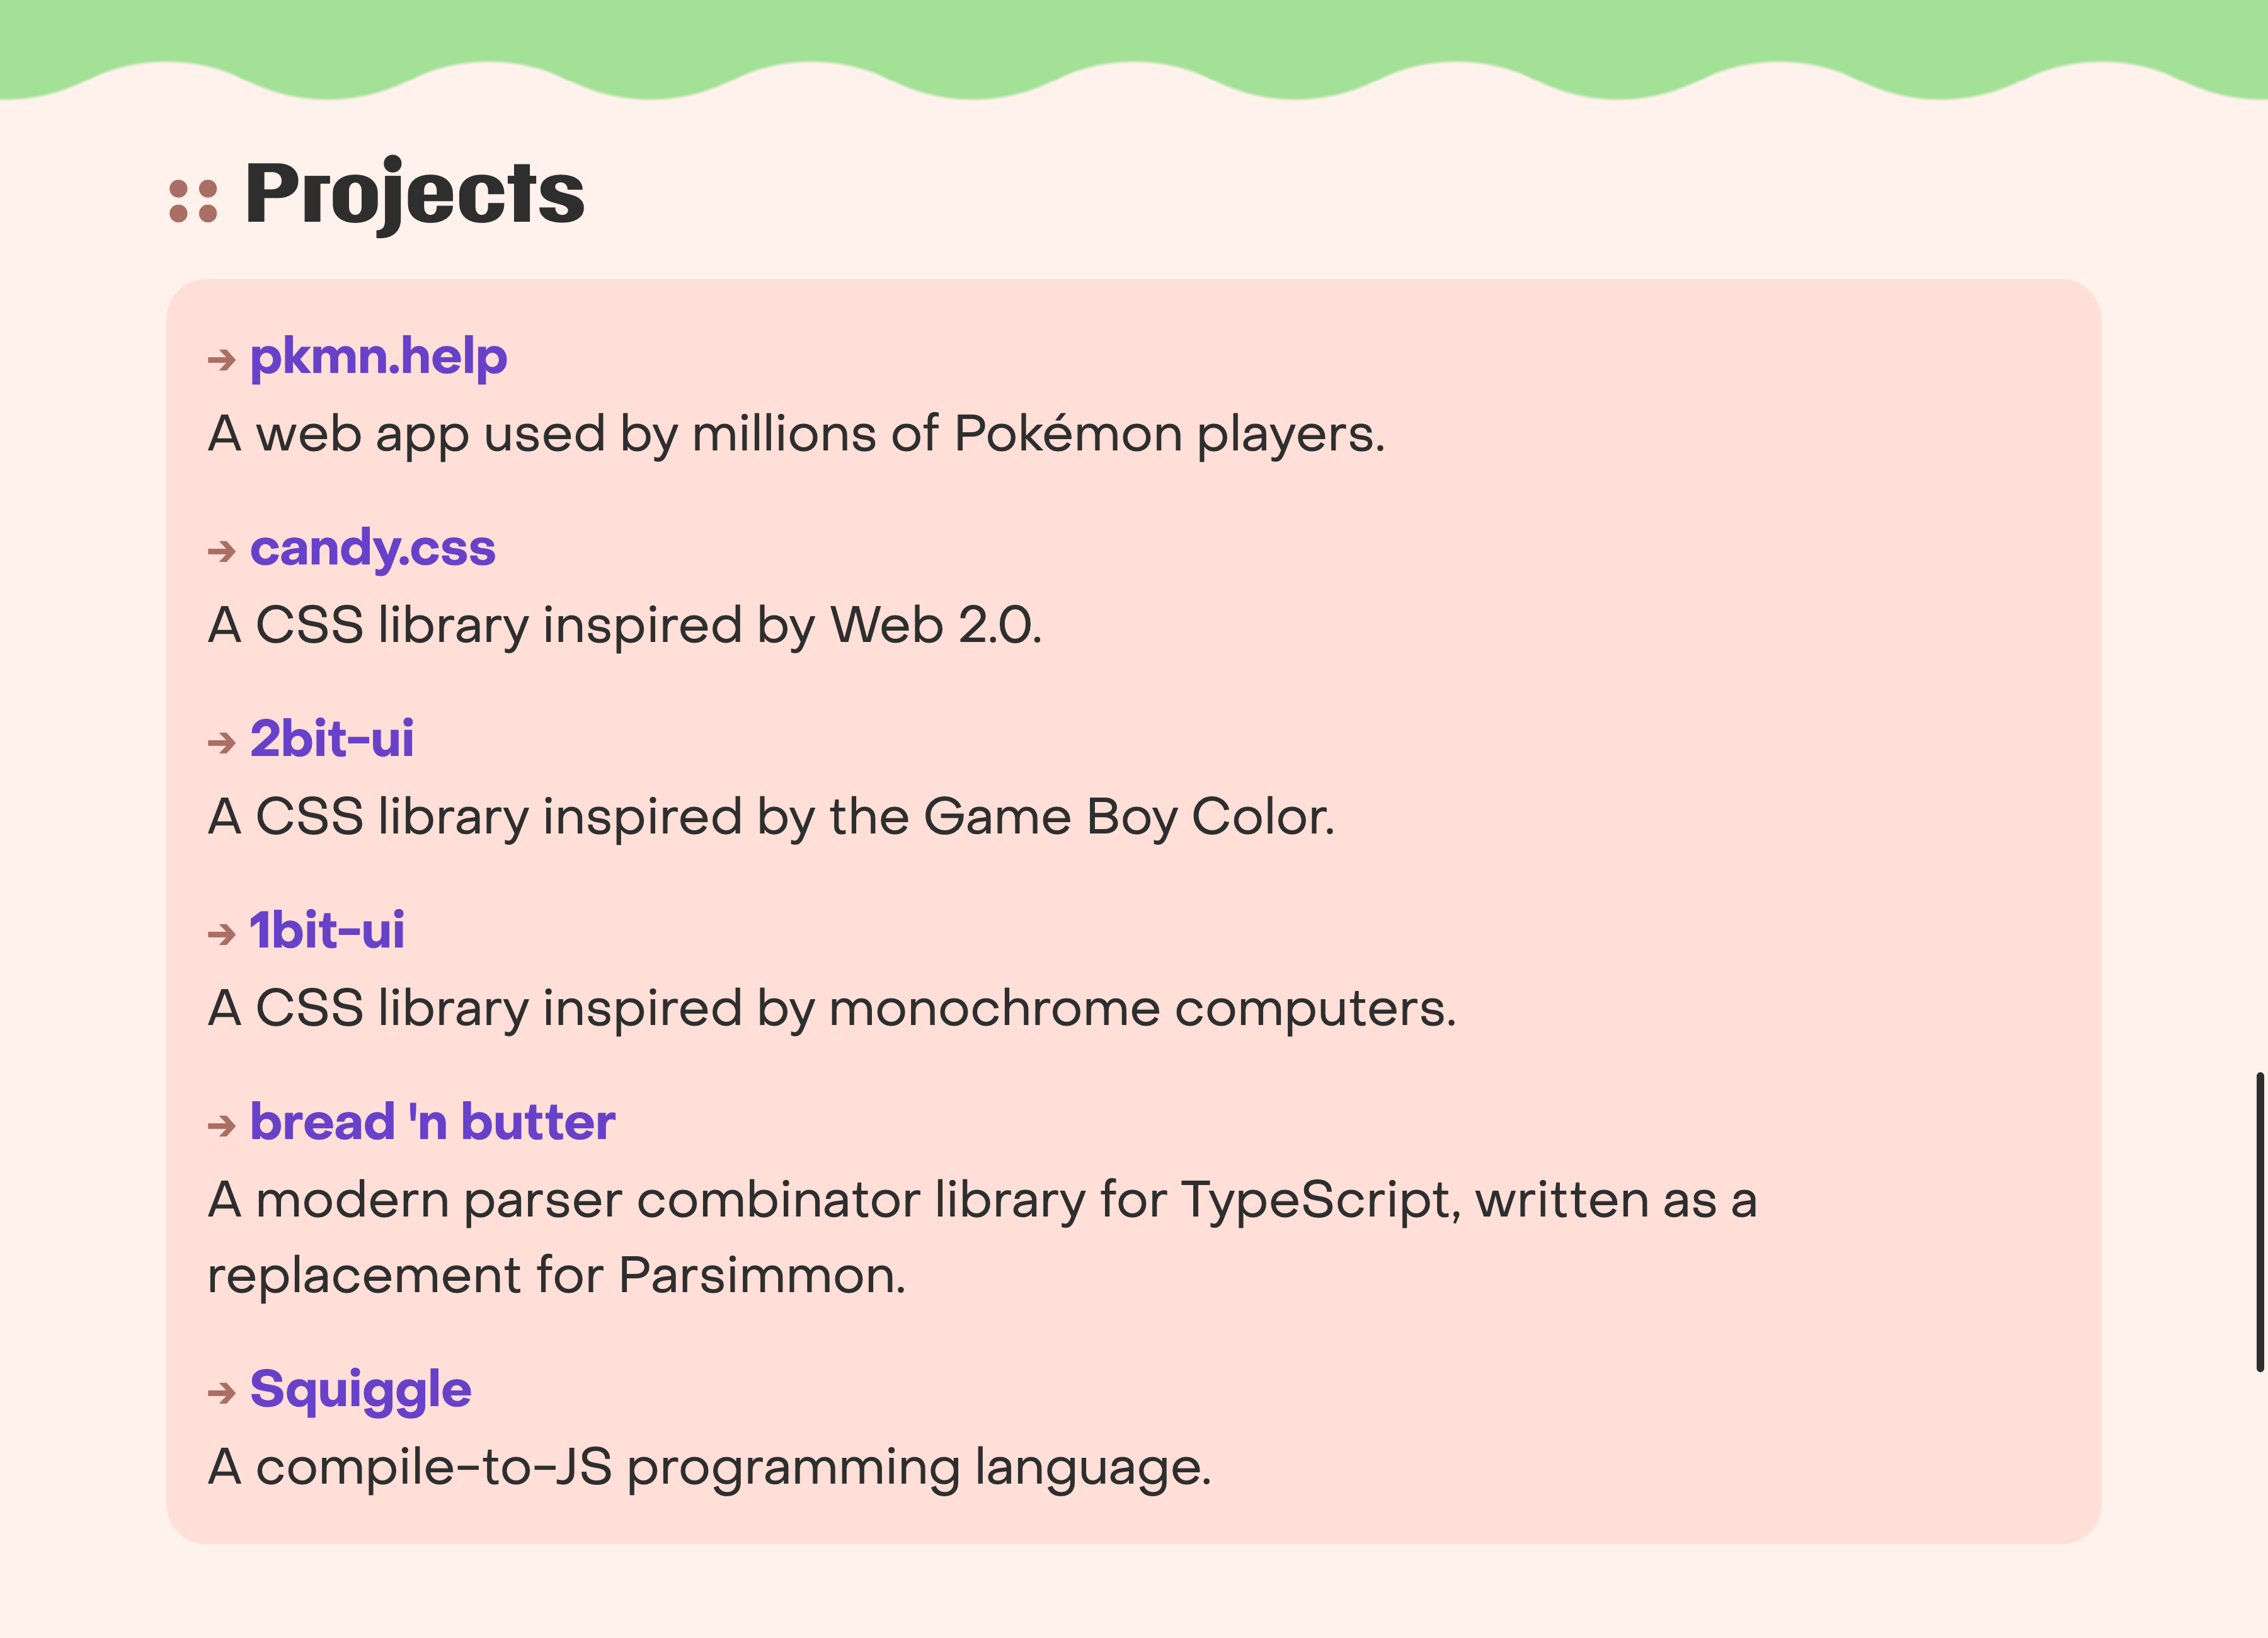 Projects
→ pkmn.help
A web app used by millions of Pokémon players.
→ candy.css
A CSS library inspired by Web 2.0.
→ 2bit-ui
A CSS library inspired by the Game Boy Color.
→ 1bit-ui
A CSS library inspired by monochrome computers.
→ bread 'n butter
A modern parser combinator library for TypeScript, written as a
replacement for Parsimmon.
→ Squiggle
A compile-to-JS programming language.